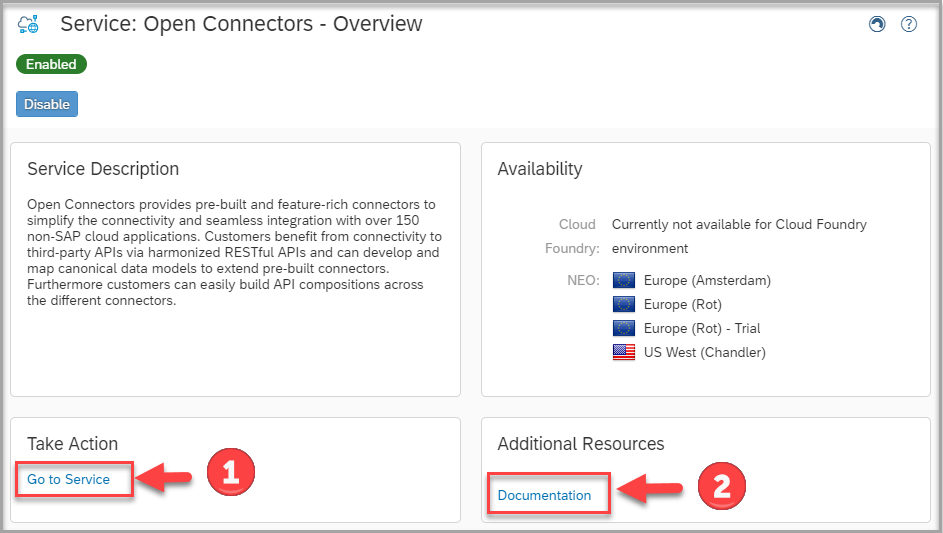 Service: Open Connectors - Overview
Enabled
Disable
Service Description
Open Connectors provides pre-built and feature-rich connectors to
simplify the connectivity and seamless integration with over 150
non-SAP cloud applications. Customers benefit from connectivity to
third-party APIs via harmonized RESTful APIs and can develop and
map canonical data models to extend pre-built connectors.
Furthermore customers can easily build API compositions across
the different connectors.
Availability
Cloud Currently not available for Cloud Foundry
Foundry: environment
NEO: Europe (Amsterdam)
Europe (Rot)
Europe (Rot) - Trial
US West (Chandler)
Take Action
Go to Service
1
Additional Resources
Documentation
2